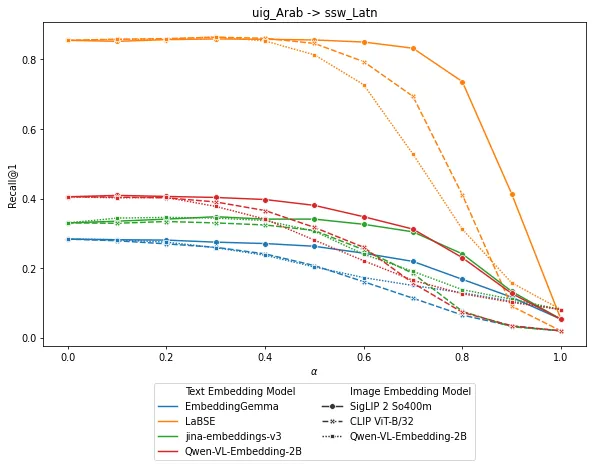 uig_Arab -> ssw_Latn
Recall@1
0.8
0.6
0.4
0.2
0.0
0.0 0.2 0.4 0.6 0.8 1.0
α
Text Embedding Model Image Embedding Model
EmbeddingGemma SigLIP 2 So400m
LaBSE CLIP ViT-B/32
jina-embeddings-v3 Qwen-VL-Embedding-2B
Qwen-VL-Embedding-2B